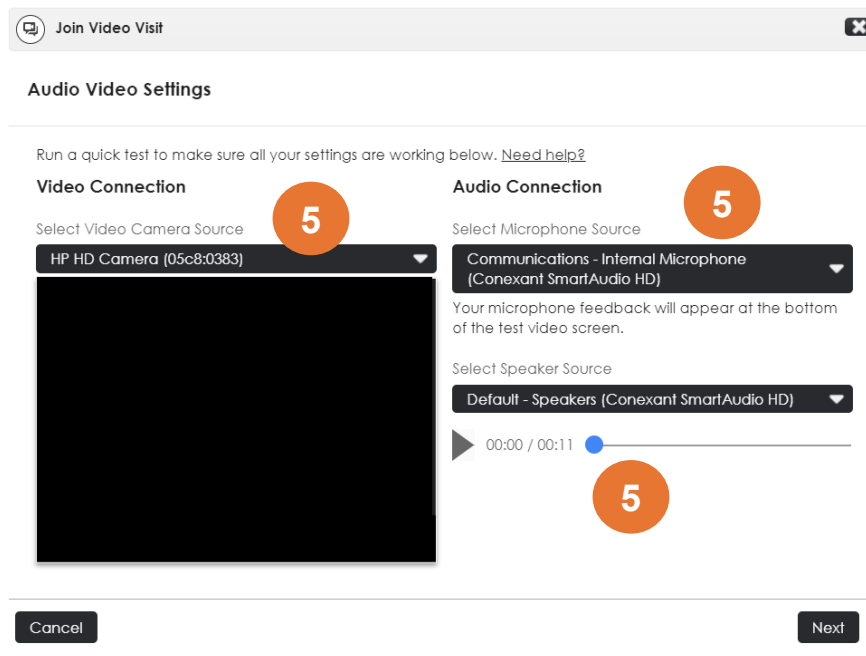 Join Video Visit
Audio Video Settings
Run a quick test to make sure all your settings are working below. Need help?
Video Connection
5
Select Video Camera Source
HP HD Camera (05c8:0383)
Audio Connection
5
Select Microphone Source
Communications - Internal Microphone
(Conexant SmartAudio HD)
Your microphone feedback will appear at the bottom
of the test video screen.
Select Speaker Source
Default - Speakers (Conexant SmartAudio HD)
00:00 / 00:11
5
Cancel
Next